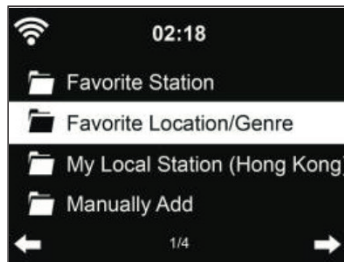 02:18
Favorite Station
Favorite Location/Genre
My Local Station (Hong Kong)
Manually Add
1/4